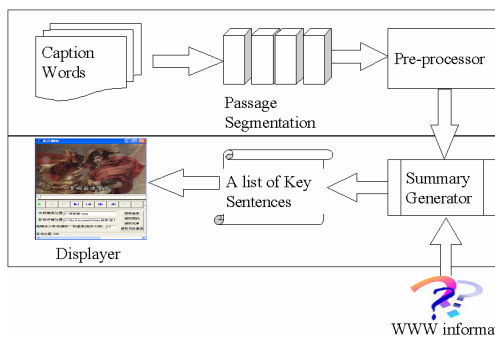 Caption
Words
Passage
Segmentation
Pre-processor
Summary
Generator
A list of Key
Sentences
Displayer
WWW informa